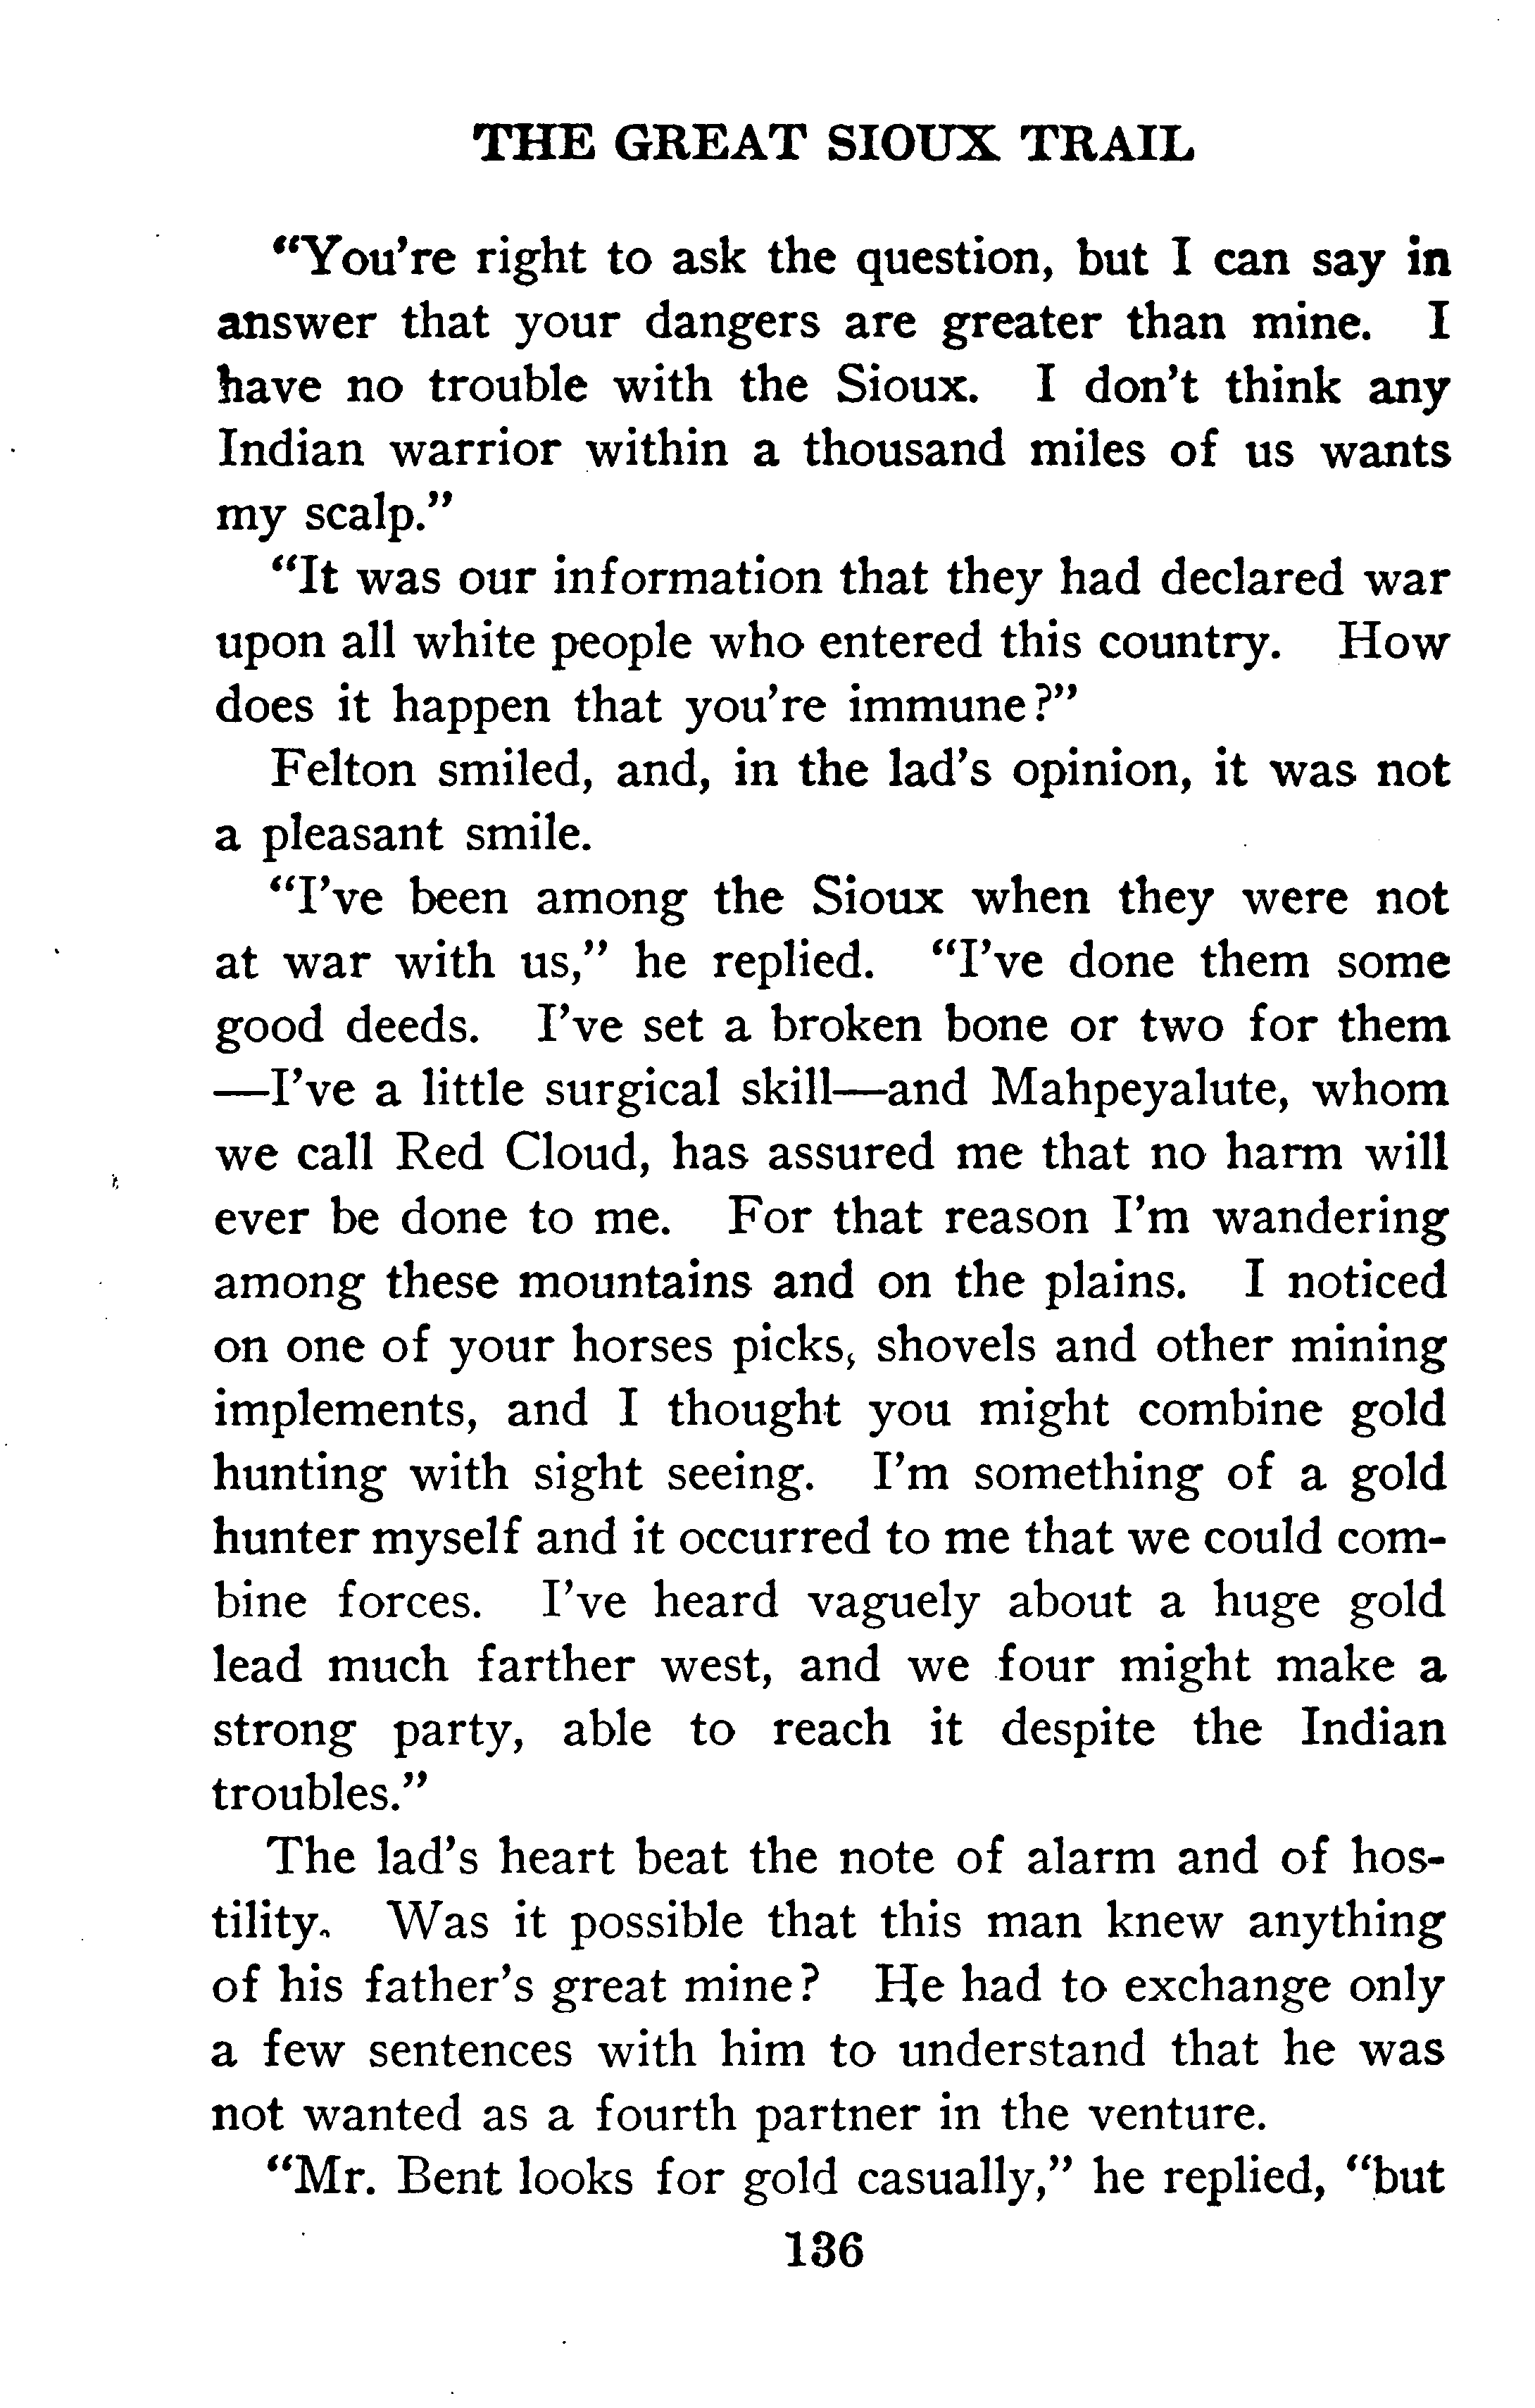 THE GREAT SIOUX TRAIL
"You're right to ask the question, but I can say in
answer that your dangers are greater than mine. I
have no trouble with the Sioux. I don't think any
Indian warrior within a thousand miles of us wants
my scalp."
"It was our information that they had declared war
upon all white people who entered this country. How
does it happen that you're immune?"
Felton smiled, and, in the lad's opinion, it was not
a pleasant smile.
"I've been among the Sioux when they were not
at war with us," he replied. "I've done them some
good deeds. I've set a broken bone or two for them
—I've a little surgical skill—and Mahpeyalute, whom
we call Red Cloud, has assured me that no harm will
ever be done to me. For that reason I'm wandering
among these mountains and on the plains. I noticed
on one of your horses picks, shovels and other mining
implements, and I thought you might combine gold
hunting with sight seeing. I'm something of a gold
hunter myself and it occurred to me that we could com-
bine forces. I've heard vaguely about a huge gold
lead much farther west, and we four might make a
strong party, able to reach it despite the Indian
troubles."
The lad's heart beat the note of alarm and of hos-
tility. Was it possible that this man knew anything
of his father's great mine? He had to exchange only
a few sentences with him to understand that he was
not wanted as a fourth partner in the venture.
"Mr. Bent looks for gold casually," he replied, "but
136